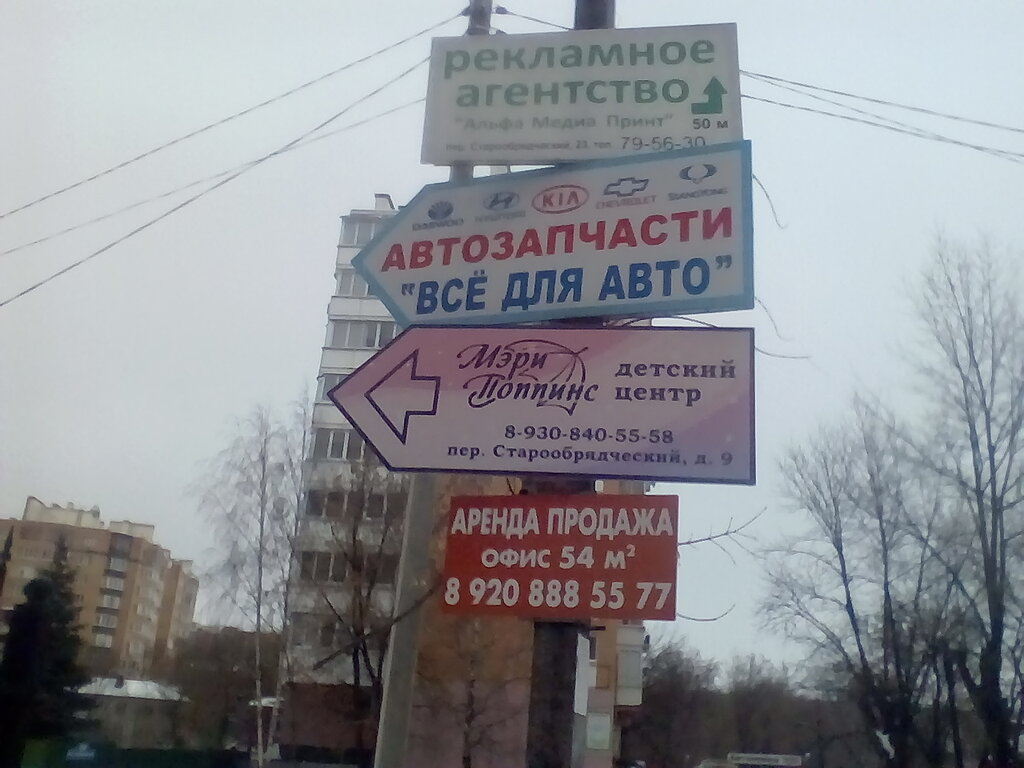 рекламное
агентство
"Альфа Медиа Принт" 50 м
пер. Старообрядческий, 23, тел. 79-56-30
DAEWOO HYUNDAI KIA CHEVROLET SSANGYONG
АВТОЗАПЧАСТИ
"ВСЁ ДЛЯ АВТО"
Мэри
Поппинс
детский
центр
8-930-840-55-58
пер. Старообрядческий, д. 9
АРЕНДА ПРОДАЖА
ОФИС 54 м²
8 920 888 55 77